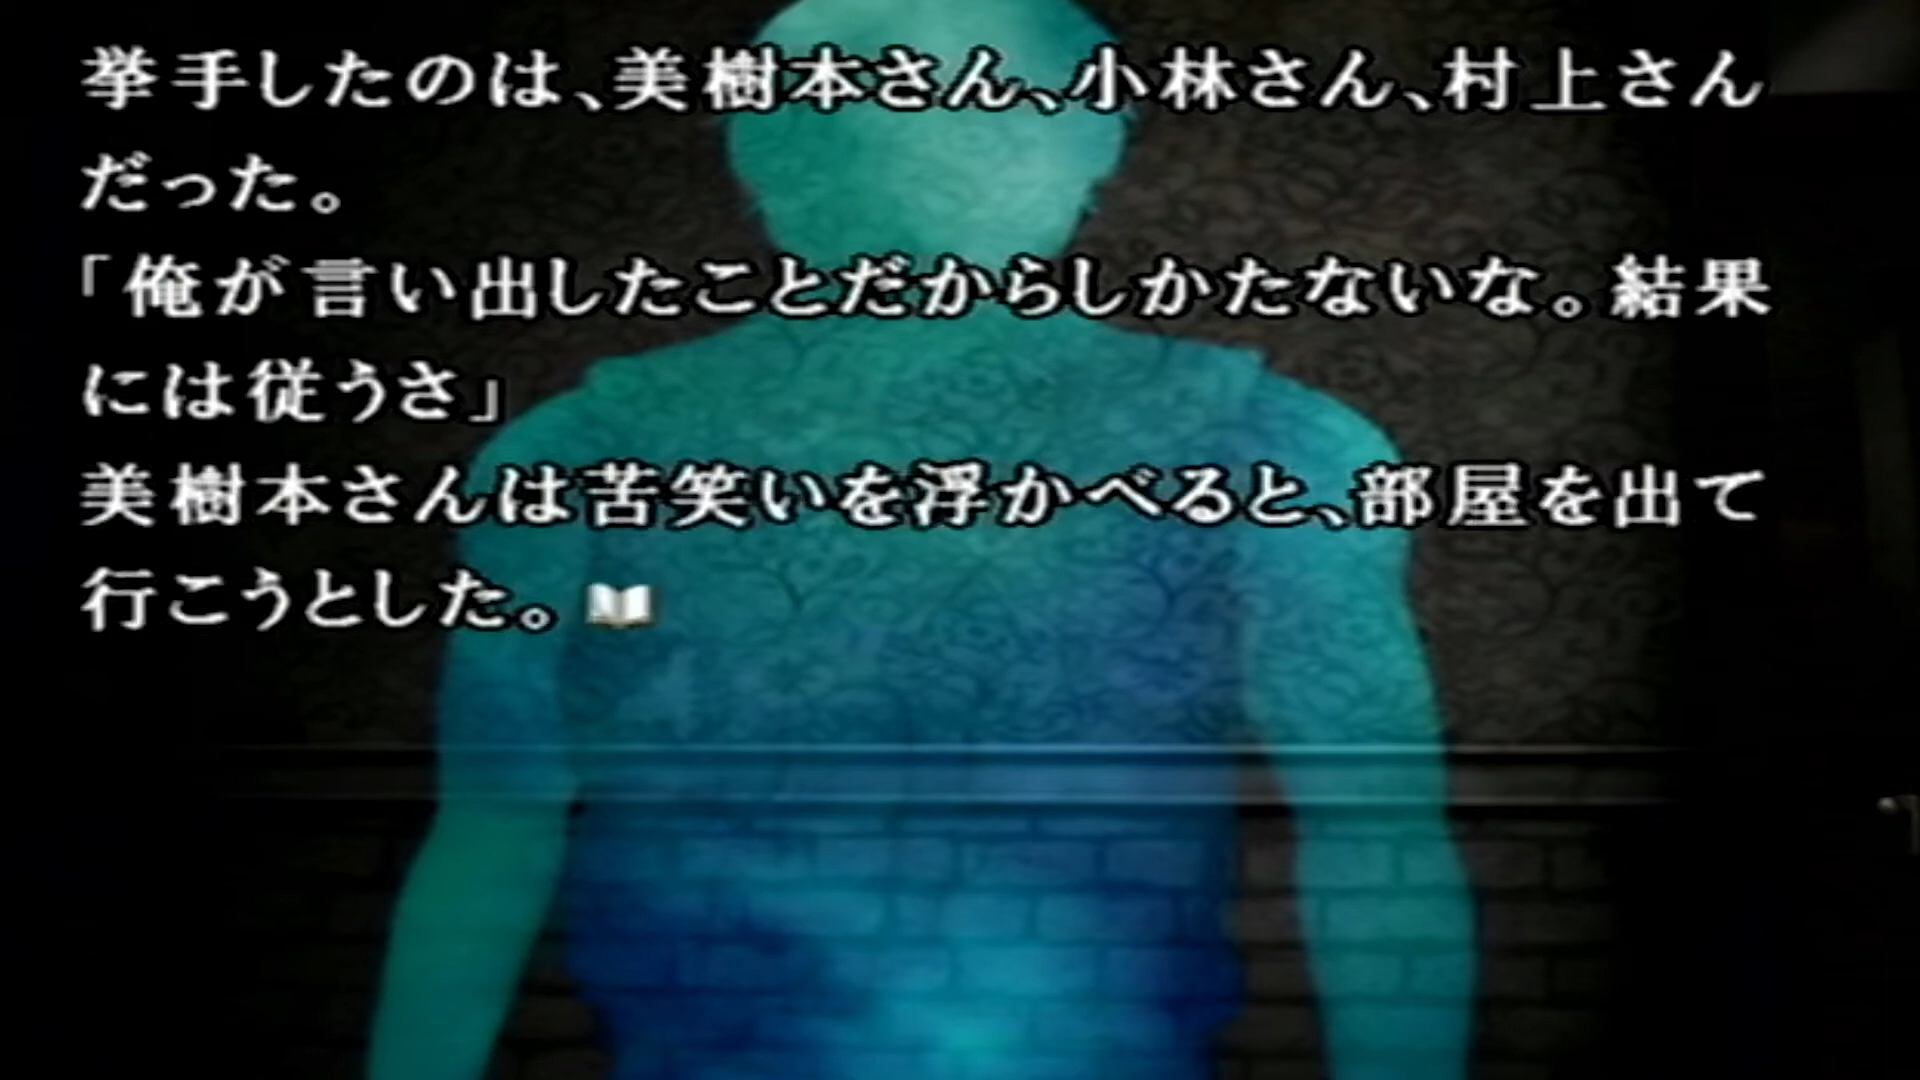 挙手したのは、美樹本さん、小林さん、村上さん
だった。
「俺が言い出したことだからしかたないな。結果
には従うさ」
美樹本さんは苦笑いを浮かべると、部屋を出て
行こうとした。